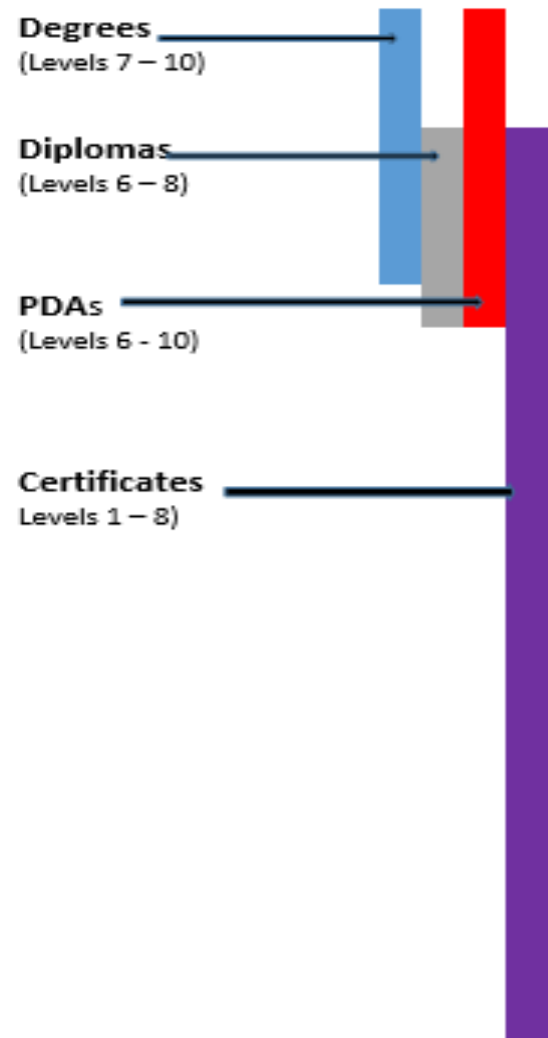 Degrees
(Levels 7 – 10)
Diplomas
(Levels 6 – 8)
PDAs
(Levels 6 - 10)
Certificates
Levels 1 – 8)